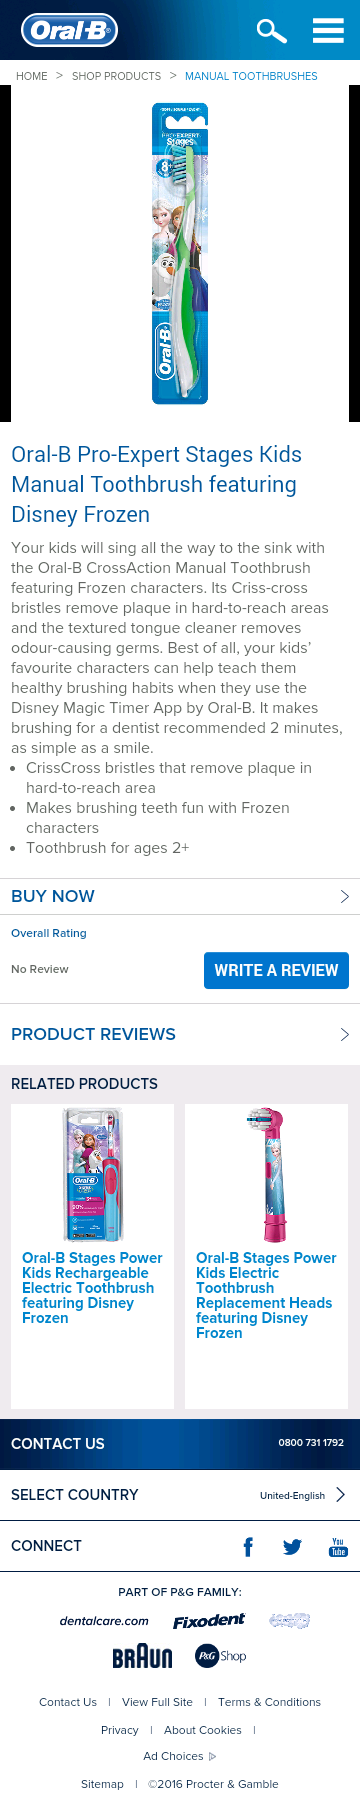 Oral-B
HOME > SHOP PRODUCTS > MANUAL TOOTHBRUSHES
PRO-EXPERT
Stages
8+
Oral-B
Oral-B Pro-Expert Stages Kids
Manual Toothbrush featuring
Disney Frozen
Your kids will sing all the way to the sink with
the Oral-B CrossAction Manual Toothbrush
featuring Frozen characters. Its Criss-cross
bristles remove plaque in hard-to-reach areas
and the textured tongue cleaner removes
odour-causing germs. Best of all, your kids’
favourite characters can help teach them
healthy brushing habits when they use the
Disney Magic Timer App by Oral-B. It makes
brushing for a dentist recommended 2 minutes,
as simple as a smile.
• CrissCross bristles that remove plaque in
hard-to-reach area
• Makes brushing teeth fun with Frozen
characters
• Toothbrush for ages 2+
BUY NOW
Overall Rating
No Review
WRITE A REVIEW
PRODUCT REVIEWS
RELATED PRODUCTS
Oral-B
90%
Oral-B Stages Power
Kids Rechargeable
Electric Toothbrush
featuring Disney
Frozen
Oral-B Stages Power
Kids Electric
Toothbrush
Replacement Heads
featuring Disney
Frozen
CONTACT US
0800 731 1792
SELECT COUNTRY
United-English
CONNECT
You
Tube
PART OF P&G FAMILY:
dentalcare.com
Fixodent
BRAUN
P&G Shop
Contact Us | View Full Site | Terms & Conditions
Privacy | About Cookies |
Ad Choices
Sitemap | ©2016 Procter & Gamble